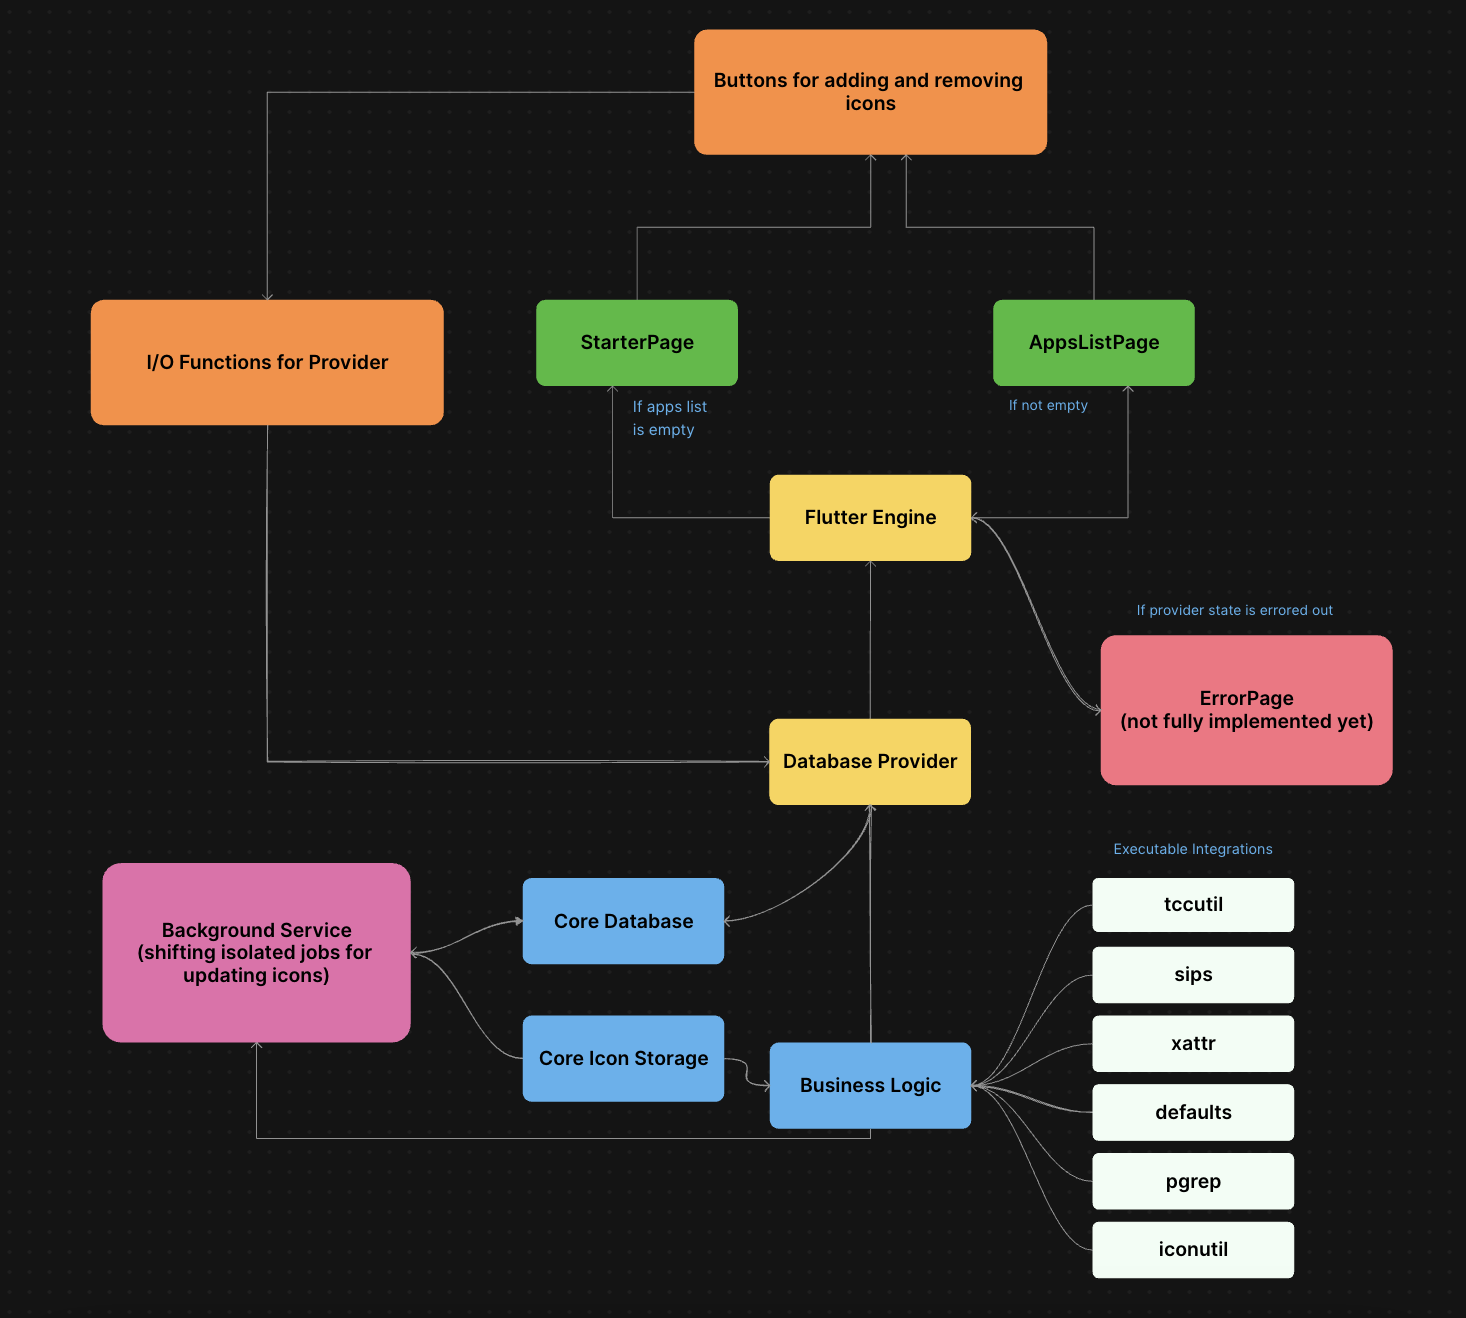 Buttons for adding and removing
icons
I/O Functions for Provider
StarterPage
AppsListPage
If apps list
is empty
If not empty
Flutter Engine
If provider state is errored out
ErrorPage
(not fully implemented yet)
Database Provider
Executable Integrations
Background Service
(shifting isolated jobs for
updating icons)
Core Database
Core Icon Storage
Business Logic
tccutil
sips
xattr
defaults
pgrep
iconutil